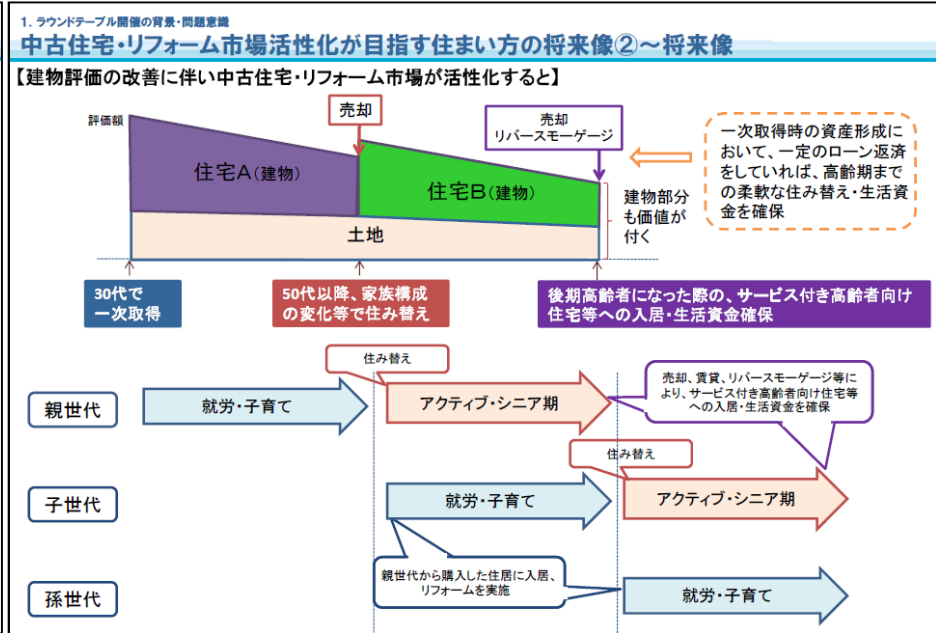 1. ラウンドテーブル開催の背景・問題意識
中古住宅・リフォーム市場活性化が目指す住まい方の将来像②～将来像
【建物評価の改善に伴い中古住宅・リフォーム市場が活性化すると】
評価額
売却
売却
リバースモーゲージ
一次取得時の資産形成に
おいて、一定のローン返済
をしていれば、高齢期まで
の柔軟な住み替え・生活資
金を確保
住宅A(建物)
住宅B(建物)
建物部分
も価値が
付く
土地
30代で
一次取得
50代以降、家族構成
の変化等で住み替え
後期高齢者になった際の、サービス付き高齢者向け
住宅等への入居・生活資金確保
住み替え
売却、賃貸、リバースモーゲージ等に
より、サービス付き高齢者向け住宅等
への入居・生活資金を確保
親世代
就労・子育て
アクティブ・シニア期
住み替え
子世代
就労・子育て
アクティブ・シニア期
親世代から購入した住居に入居、
リフォームを実施
孫世代
就労・子育て